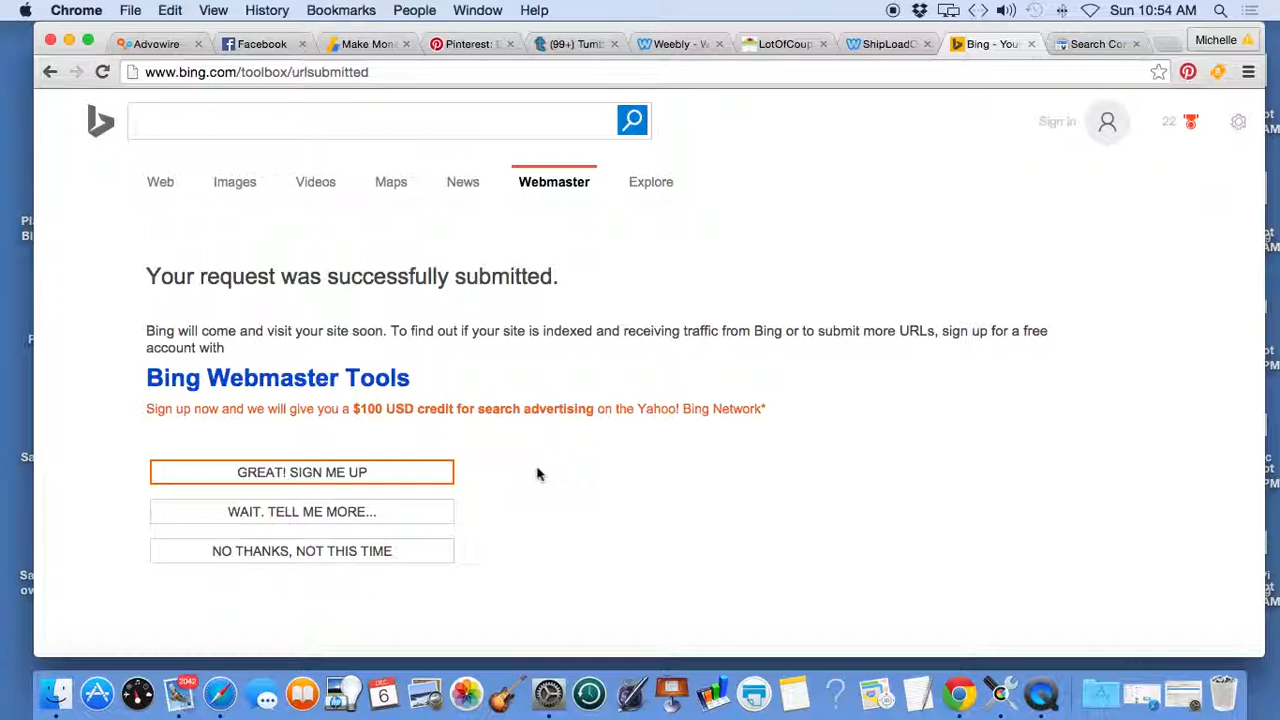 Chrome File Edit View History Bookmarks People Window Help Sun 10:54 AM
Advowire Facebook Make Mon Pinterest: (99+) Tum Weebly - W LotOfCoup ShipLoadO Bing - You Search Cor Michelle
www.bing.com/toolbox/urlsubmitted
Sign in 22
Web Images Videos Maps News Webmaster Explore
Your request was successfully submitted.
Bing will come and visit your site soon. To find out if your site is indexed and receiving traffic from Bing or to submit more URLs, sign up for a free
account with
Bing Webmaster Tools
Sign up now and we will give you a $100 USD credit for search advertising on the Yahoo! Bing Network*
GREAT! SIGN ME UP
WAIT. TELL ME MORE...
NO THANKS, NOT THIS TIME
2042
DEC
6